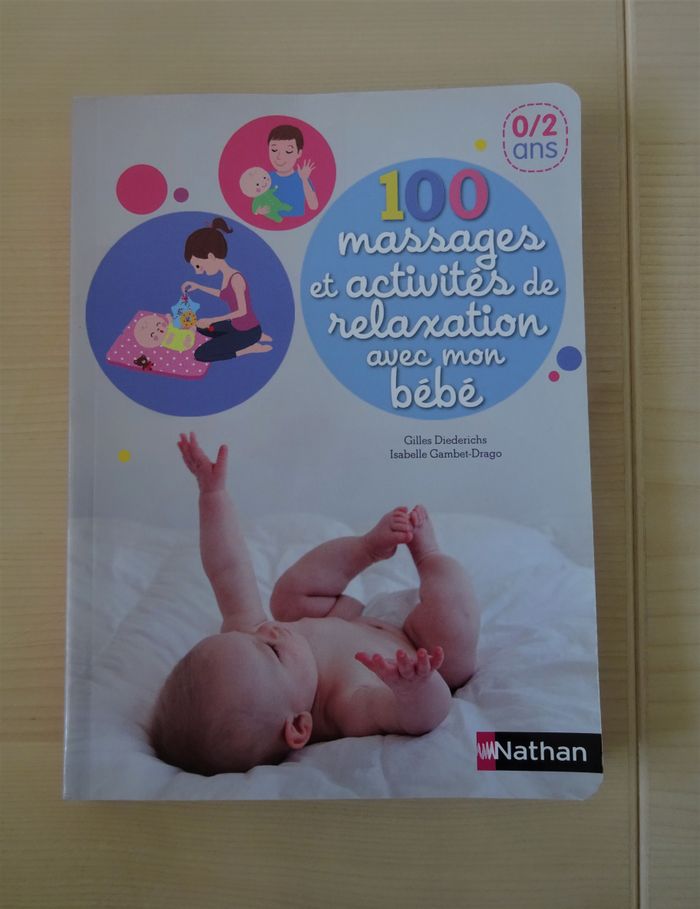 0/2
ans
100
massages
et activités de
relaxation
avec mon
bébé
Gilles Diederichs
Isabelle Gambet-Drago
Nathan